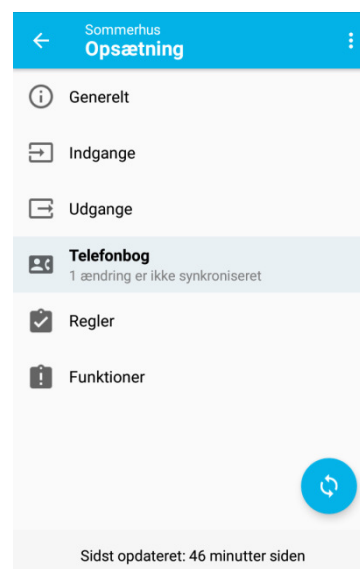 Sommerhus
Opsætning
Generelt
Indgange
Udgange
Telefonbog
1 ændring er ikke synkroniseret
Regler
Funktioner
Sidst opdateret: 46 minutter siden